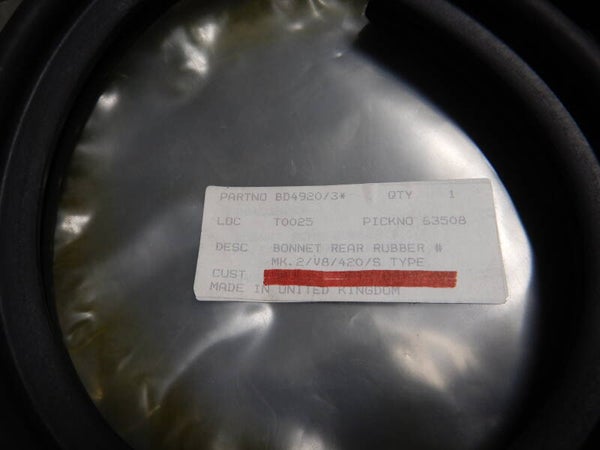 PARTNO BD4920/3* QTY 1
LOC T0025 PICKNO 63508
DESC BONNET REAR RUBBER #
MK.2/V8/420/S TYPE
CUST
MADE IN UNITED KINGDOM